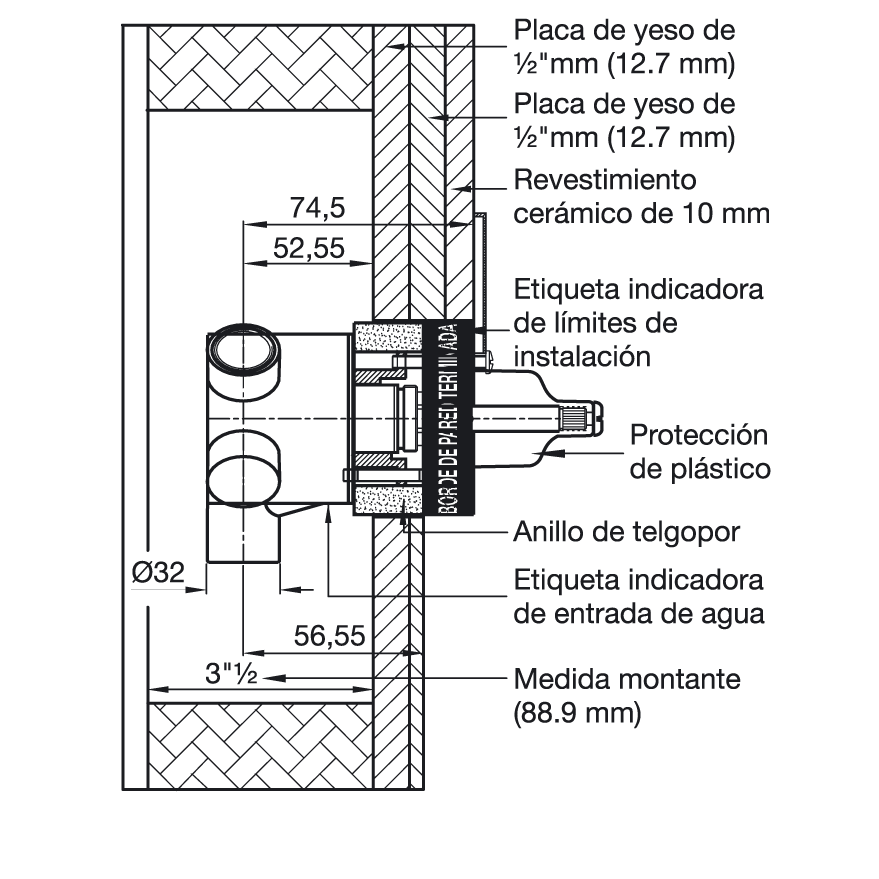 Placa de yeso de
½"mm (12.7 mm)
Placa de yeso de
½"mm (12.7 mm)
Revestimiento
cerámico de 10 mm
74,5
52,55
Etiqueta indicadora
de límites de
instalación
BORDE DE PARED TERMINADA
Protección
de plástico
Anillo de telgopor
Ø32
Etiqueta indicadora
de entrada de agua
56,55
3"½
Medida montante
(88.9 mm)